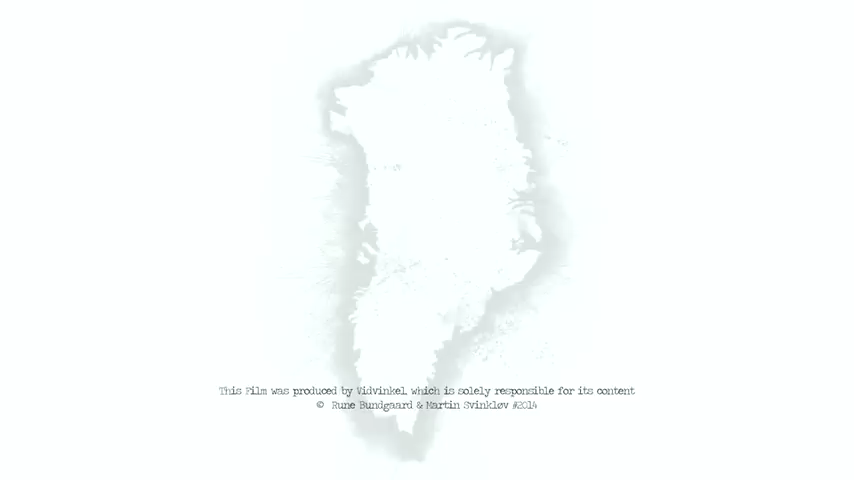 This Film was produced by Vidvinkel, which is solely responsible for its content
© Rune Bundgaard & Martin Svinkløv #2014